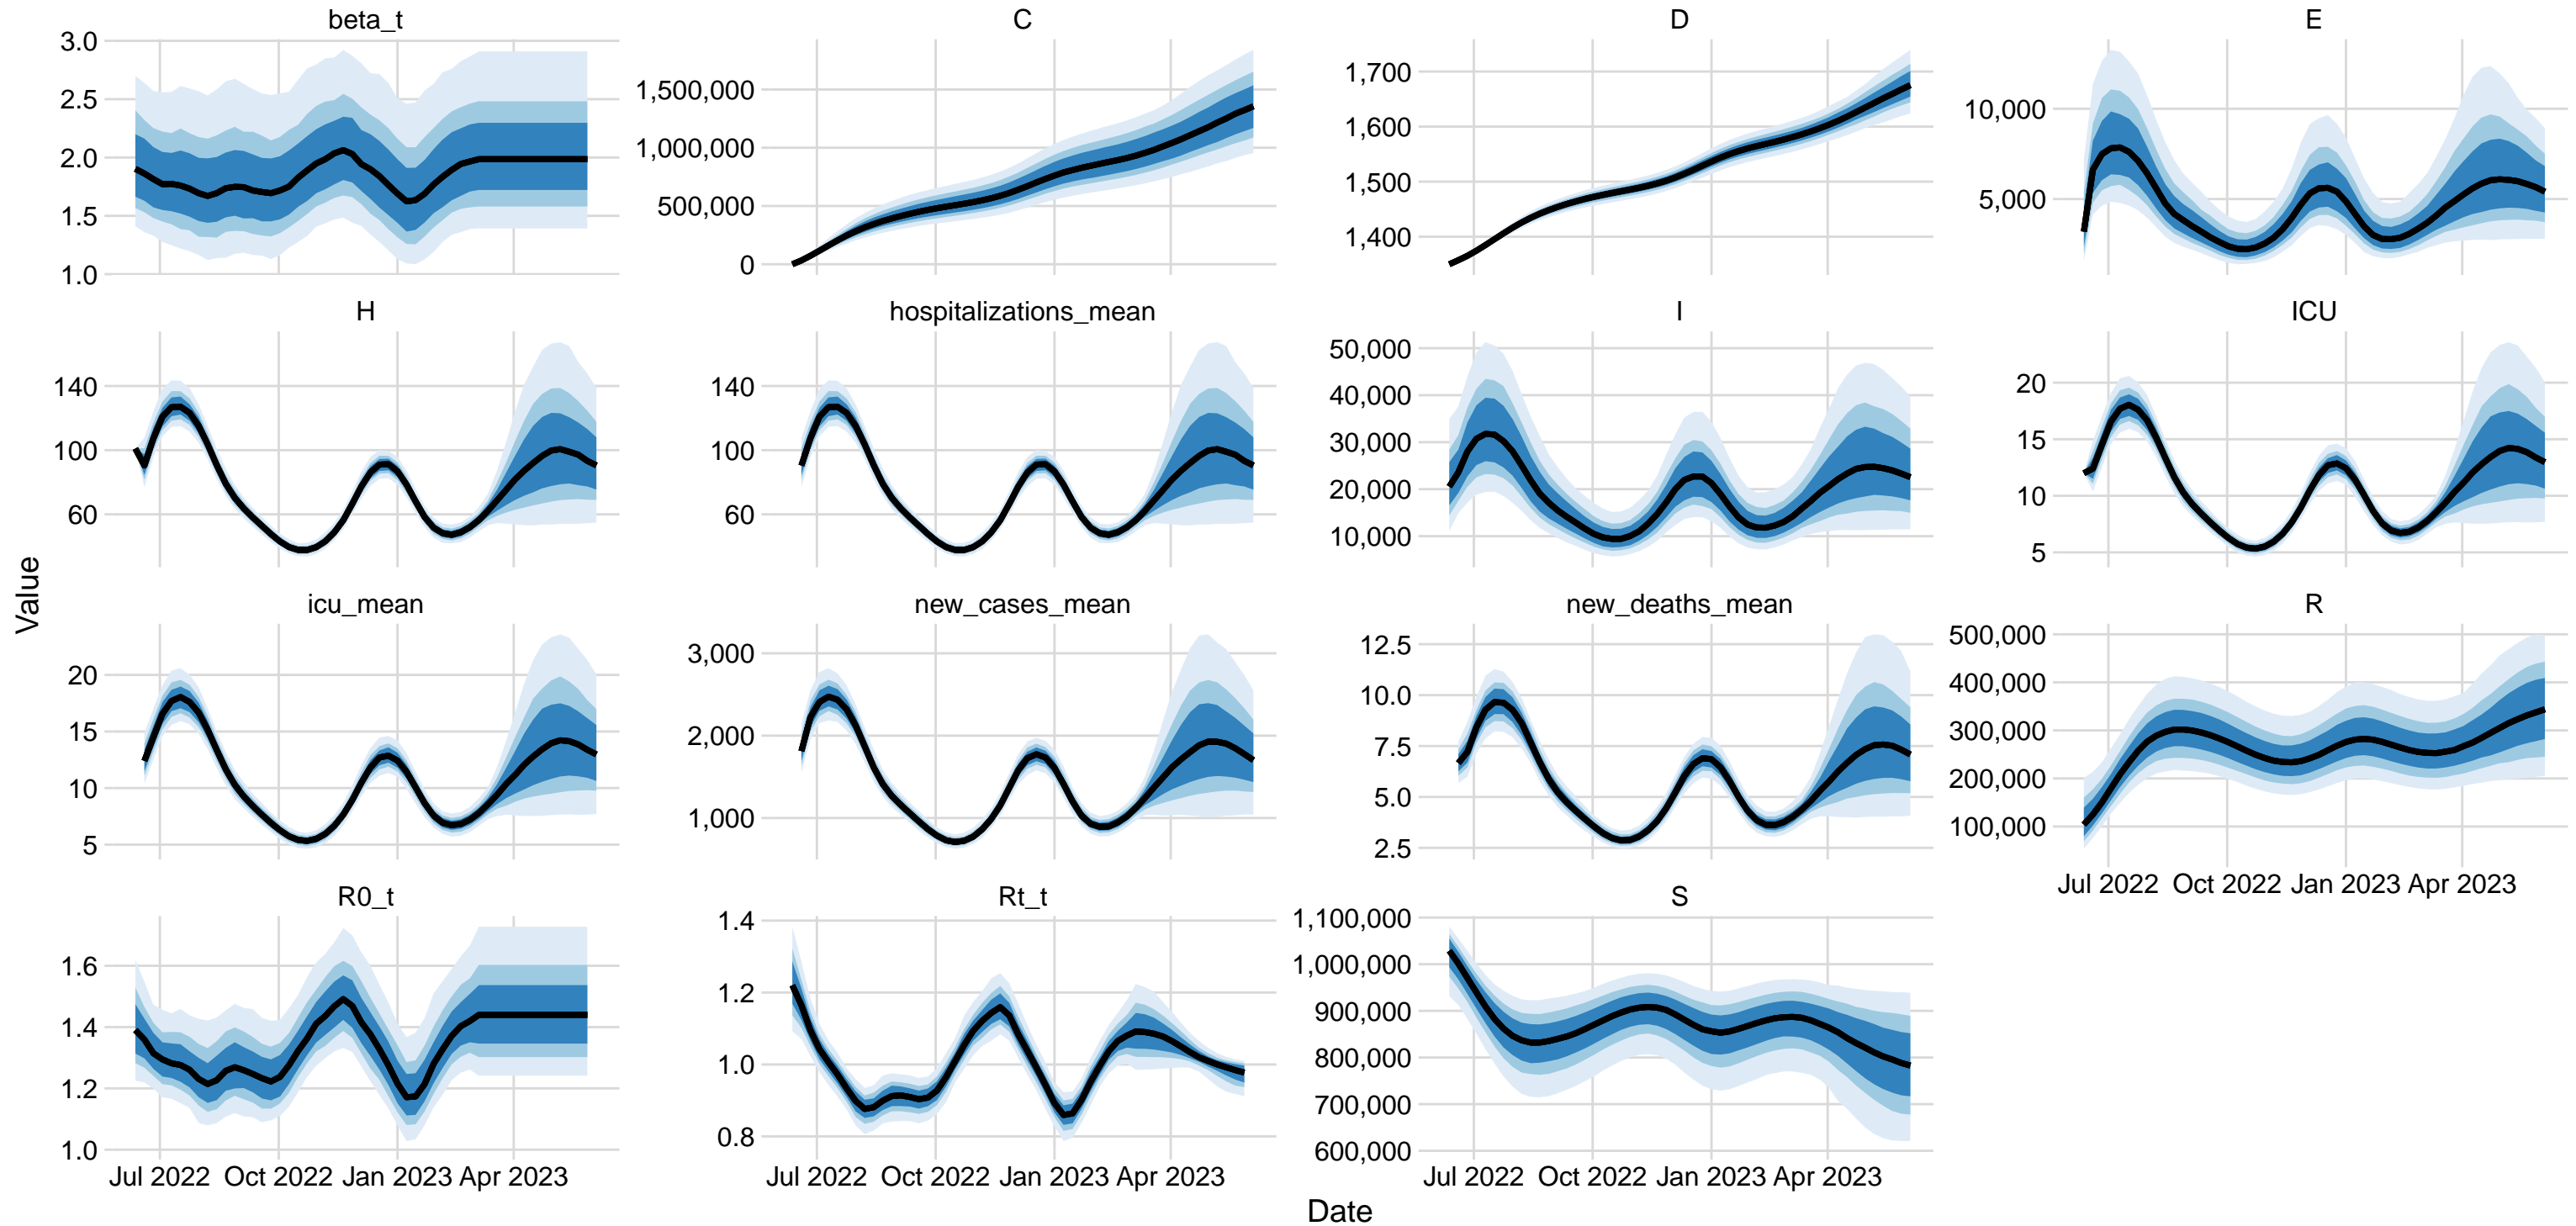 beta_t
C
D
E
3.0
2.5
2.0
1.5
1.0
1,500,000
1,000,000
500,000
0
1,700
1,600
1,500
1,400
10,000
5,000
H
hospitalizations_mean
I
ICU
140
100
60
140
100
60
50,000
40,000
30,000
20,000
10,000
20
15
10
5
Value
icu_mean
new_cases_mean
new_deaths_mean
R
20
15
10
5
3,000
2,000
1,000
12.5
10.0
7.5
5.0
2.5
500,000
400,000
300,000
200,000
100,000
Jul 2022 Oct 2022 Jan 2023 Apr 2023
R0_t
Rt_t
S
1.6
1.4
1.2
1.0
1.4
1.2
1.0
0.8
1,100,000
1,000,000
900,000
800,000
700,000
600,000
Jul 2022 Oct 2022 Jan 2023 Apr 2023
Jul 2022 Oct 2022 Jan 2023 Apr 2023
Jul 2022 Oct 2022 Jan 2023 Apr 2023
Date